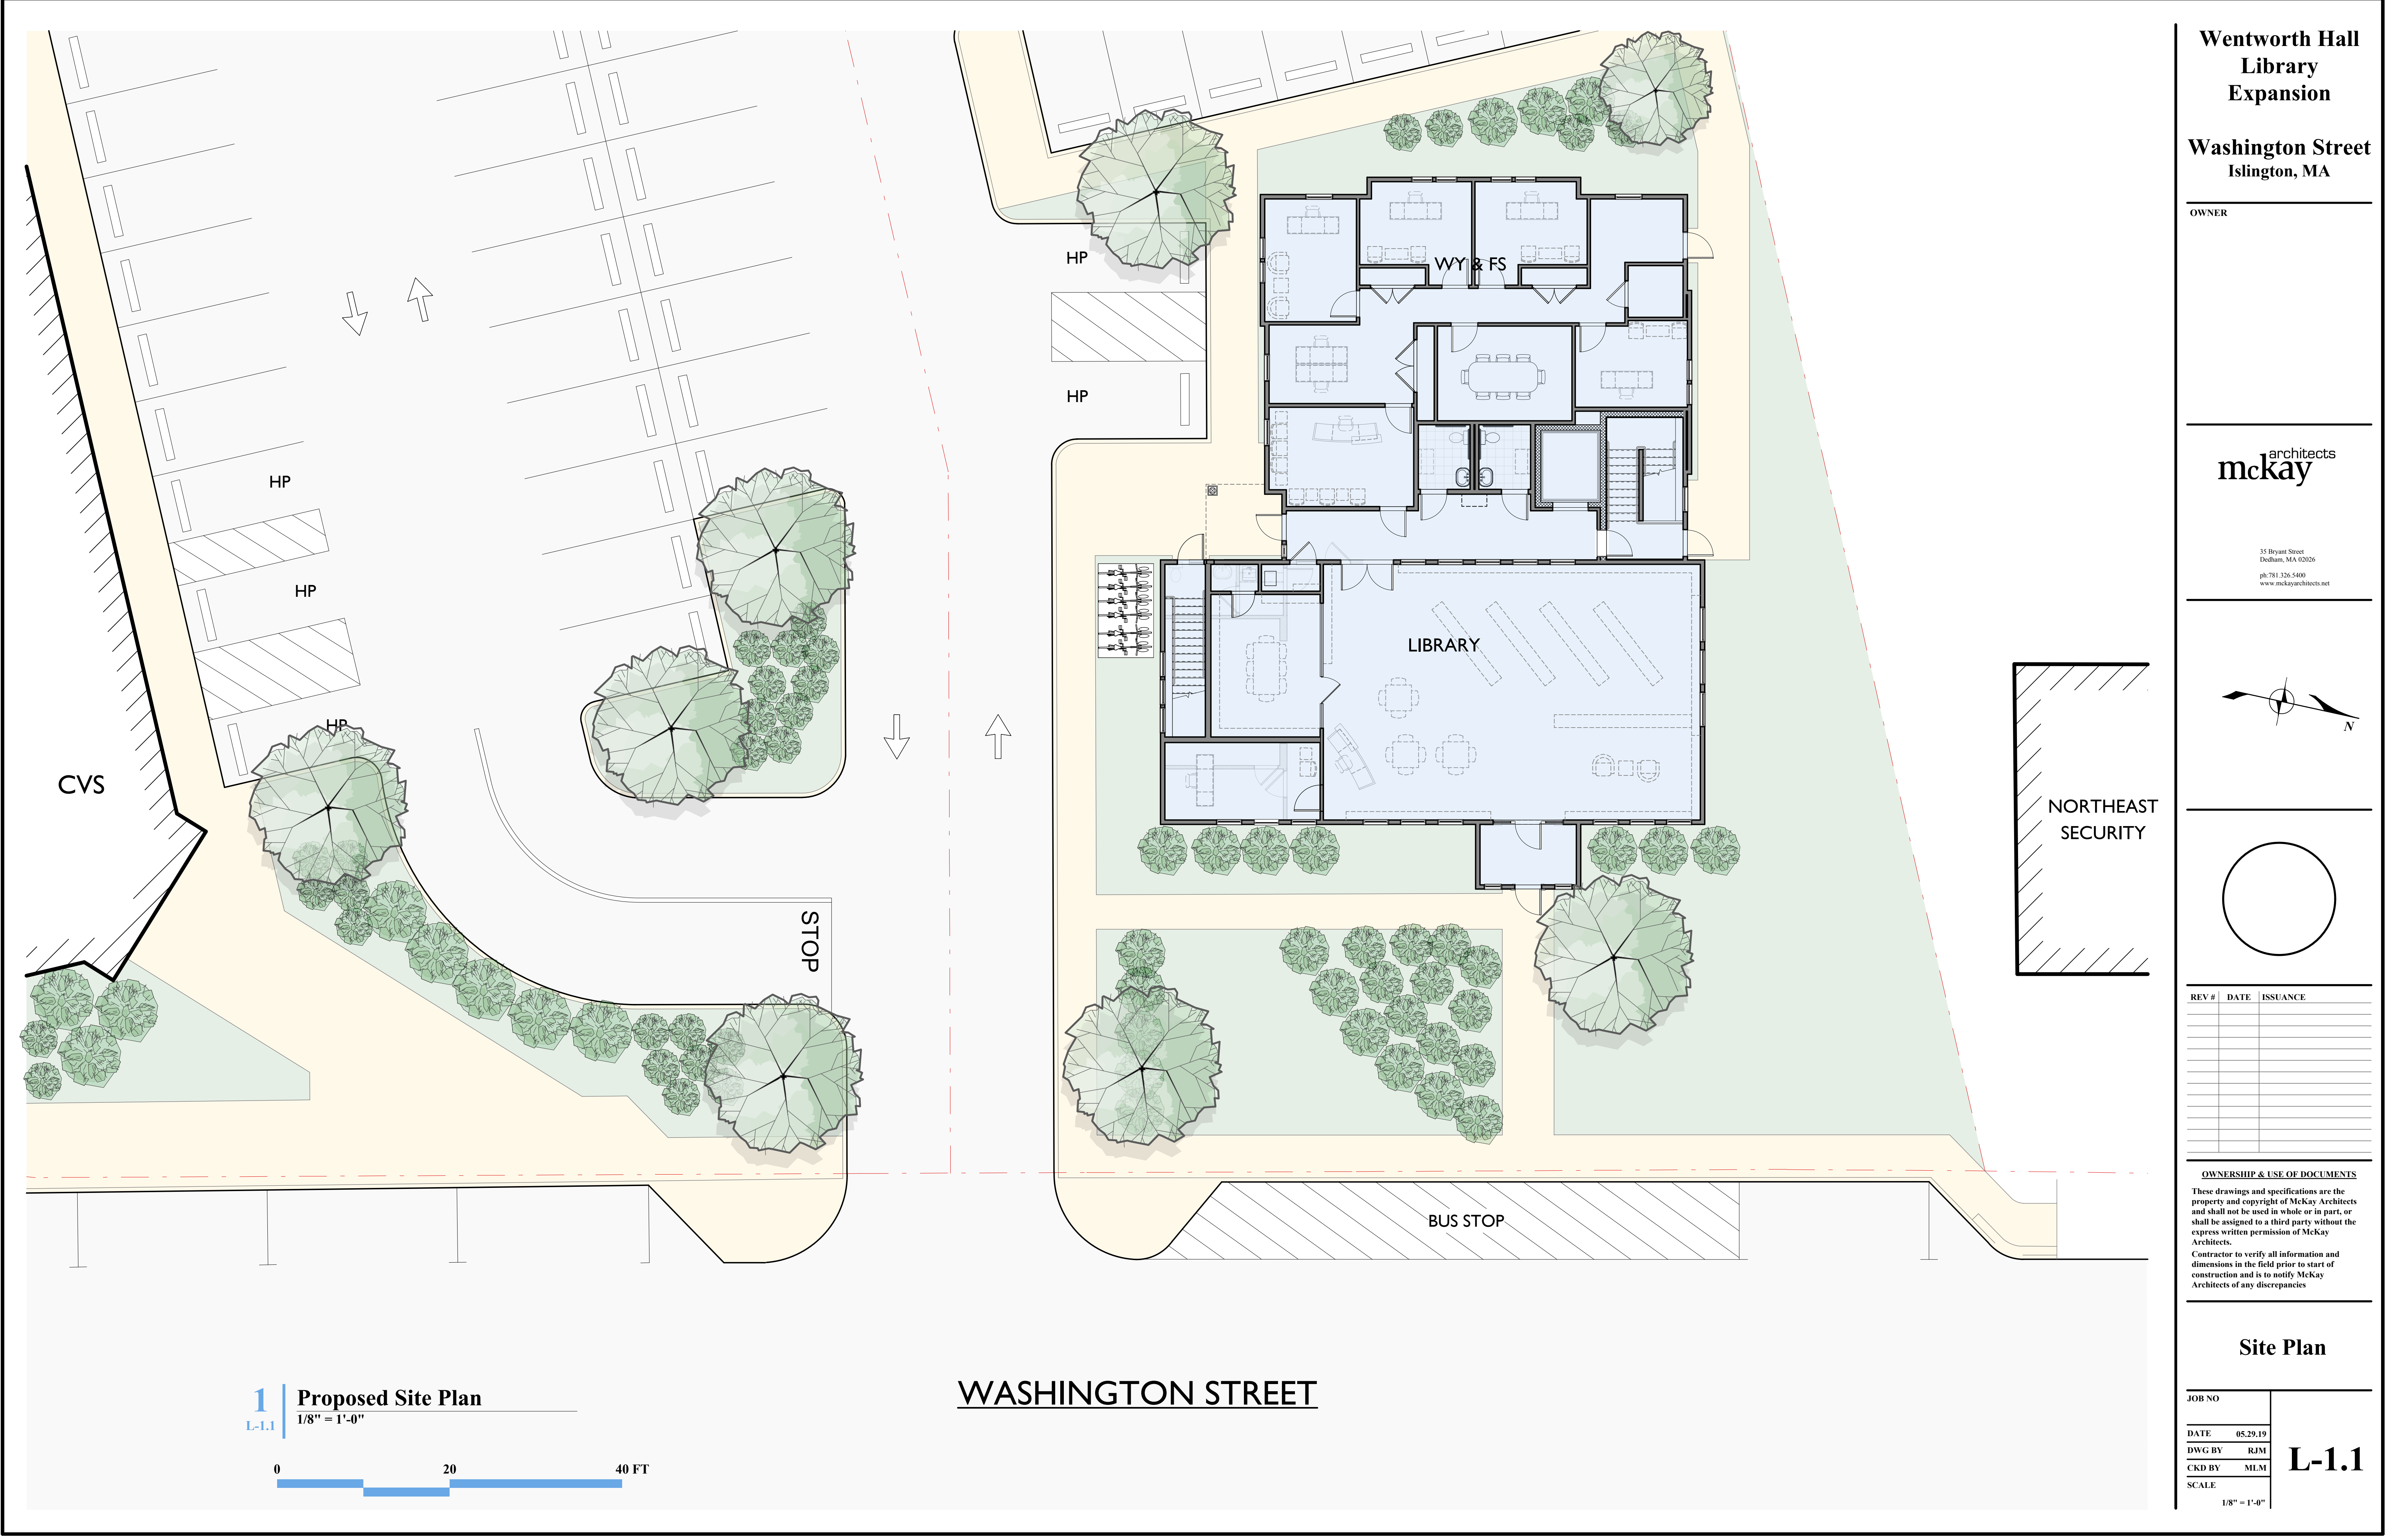 HP
HP
HP
HP
HP
WY & FS
LIBRARY
CVS
STOP
NORTHEAST
SECURITY
BUS STOP
WASHINGTON STREET
1
L-1.1
Proposed Site Plan
1/8" = 1'-0"
0 20 40 FT
Wentworth Hall
Library
Expansion
Washington Street
Islington, MA
OWNER
architects
mckay
35 Bryant Street
Dedham, MA 02026
ph:781.326.5400
www.mckayarchitects.net
N
REV # DATE ISSUANCE
OWNERSHIP & USE OF DOCUMENTS
These drawings and specifications are the
property and copyright of McKay Architects
and shall not be used in whole or in part, or
shall be assigned to a third party without the
express written permission of McKay
Architects.
Contractor to verify all information and
dimensions in the field prior to start of
construction and is to notify McKay
Architects of any discrepancies
Site Plan
JOB NO
DATE 05.29.19
DWG BY RJM
CKD BY MLM
SCALE
1/8" = 1'-0"
L-1.1